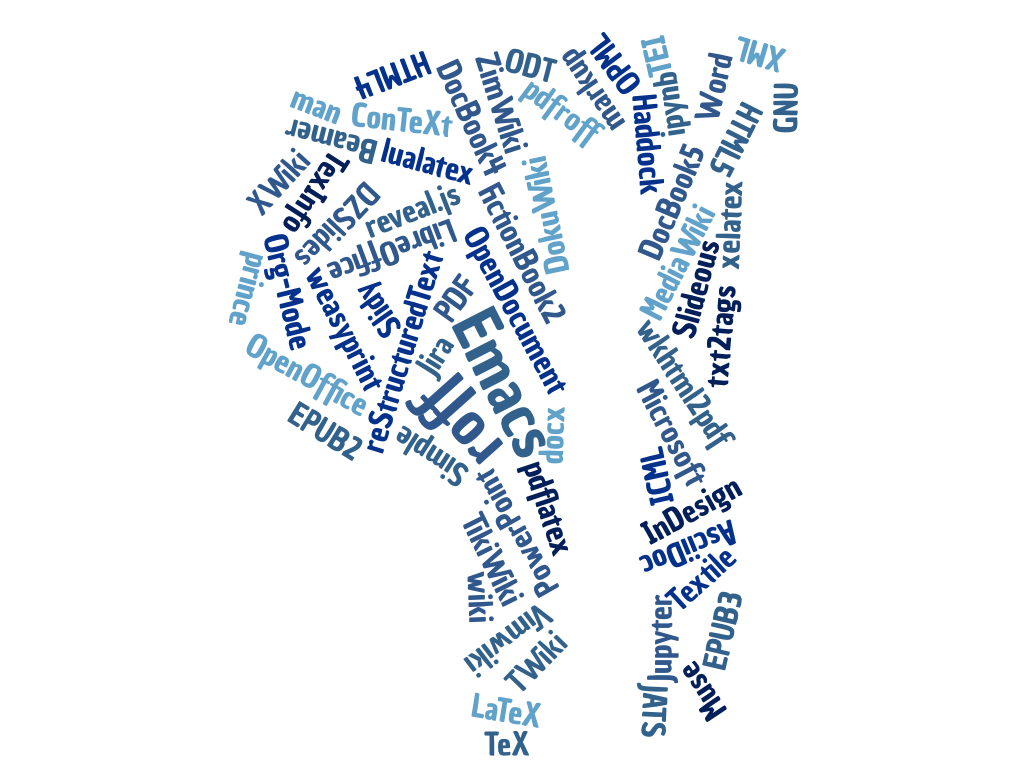 XML
TEI
OPML
ODT
HTML4
ZimWiki
markup
Word
GNU
ipynb
DocBook4
pdfroff
man
ConTeXt
Haddock
HTML5
Beamer
lualatex
XWiki
TexInfo
DZSlides
reveal.js
DokuWiki
fictionBook2
DocBook5
xelatex
LibreOffice
MediaWiki
OpenDocument
Org-Mode
prince
Slideous
PDF
Slidy
weasyprint
reStructuredText
txt2tags
Jira
Emacs
OpenOffice
wkhtml2pdf
roff
docx
Microsoft
EPUB2
Simple
ICML
pdflatex
InDesign
PowerPoint
AsciiDoc
TikiWiki
Textile
wiki
Vimwiki
Jupyter
EPUB3
TWiki
Muse
JATS
LaTeX
TeX